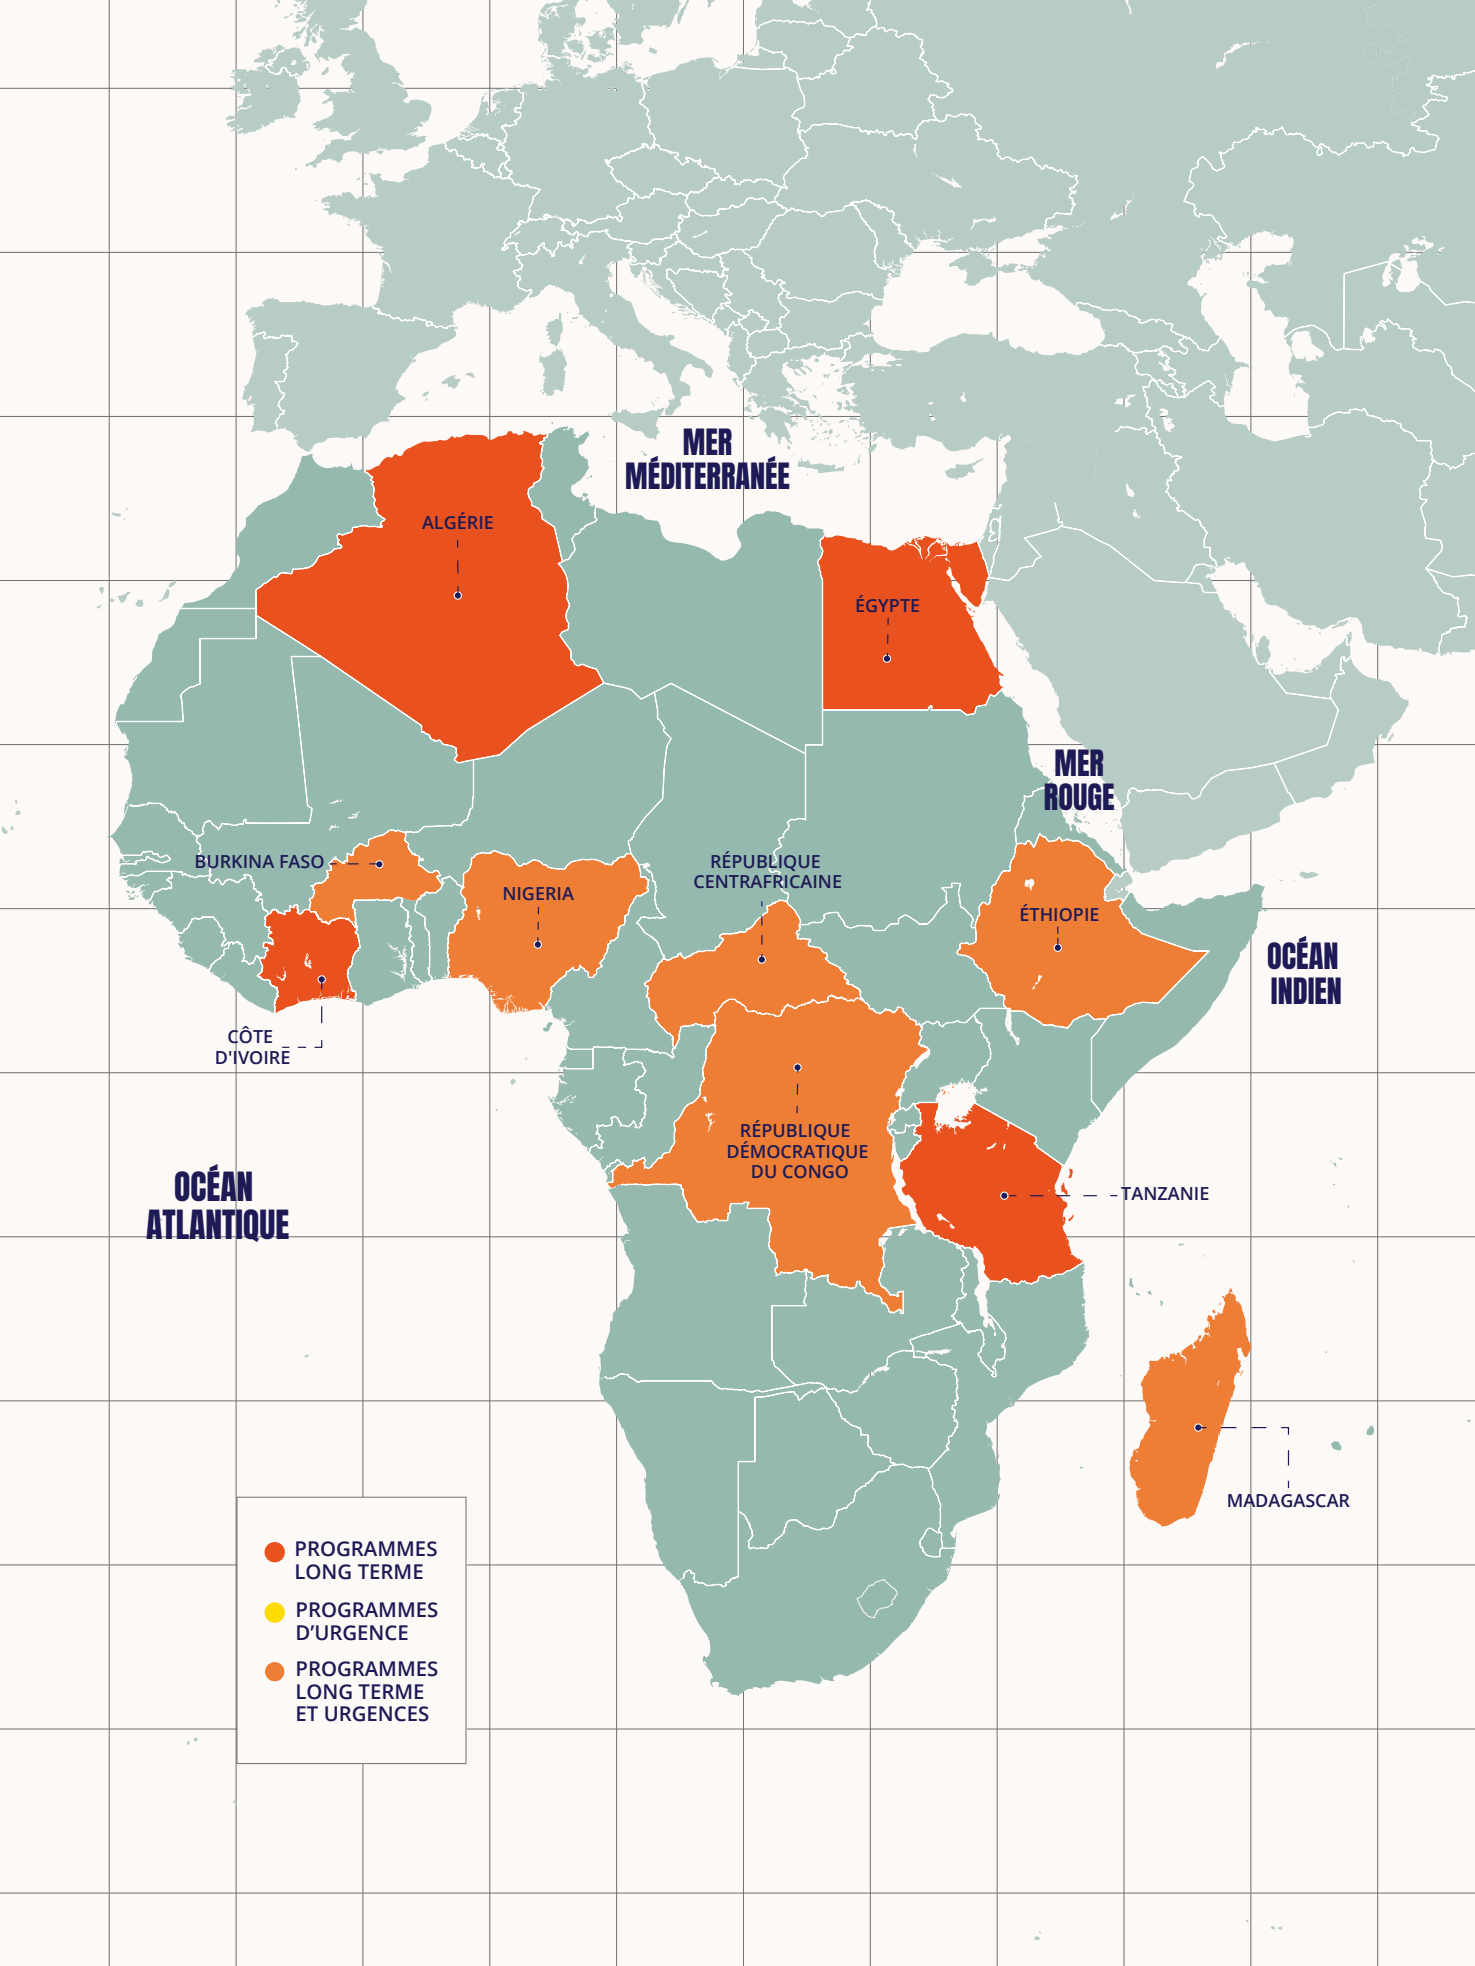 MER
MÉDITERRANÉE
ALGÉRIE
ÉGYPTE
MER
ROUGE
BURKINA FASO
NIGERIA
RÉPUBLIQUE
CENTRAFRICAINE
ÉTHIOPIE
OCÉAN
INDIEN
CÔTE
D'IVOIRE
RÉPUBLIQUE
DÉMOCRATIQUE
DU CONGO
TANZANIE
OCÉAN
ATLANTIQUE
MADAGASCAR
PROGRAMMES
LONG TERME
PROGRAMMES
D’URGENCE
PROGRAMMES
LONG TERME
ET URGENCES